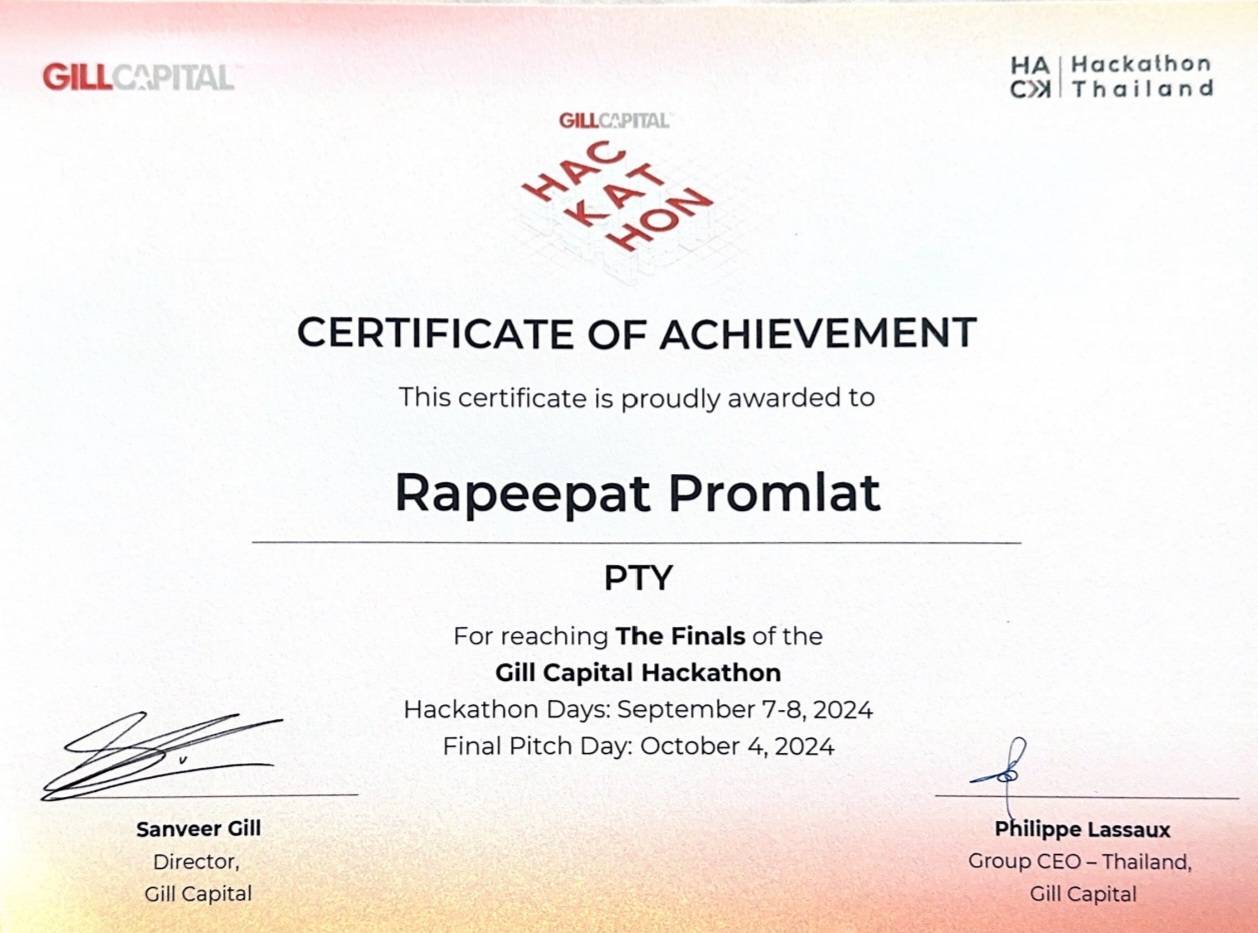 GILLCAPITAL
HA
CK
Hackathon
Thailand
GILLCAPITAL
HAC
KAT
HON
CERTIFICATE OF ACHIEVEMENT
This certificate is proudly awarded to
Rapeepat Promlat
PTY
For reaching The Finals of the
Gill Capital Hackathon
Hackathon Days: September 7-8, 2024
Final Pitch Day: October 4, 2024
Sanveer Gill
Director,
Gill Capital
Philippe Lassaux
Group CEO – Thailand,
Gill Capital